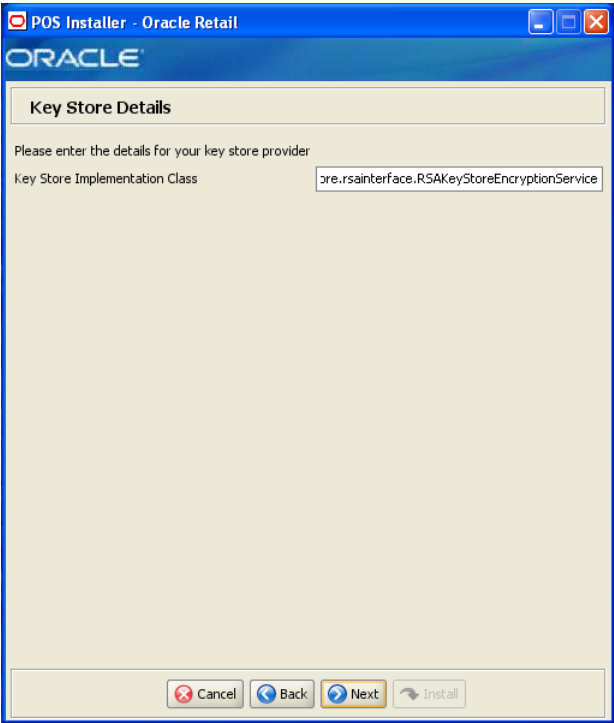 POS Installer - Oracle Retail
ORACLE
Key Store Details
Please enter the details for your key store provider
Key Store Implementation Class
ore.rsainterface.RSAKeyStoreEncryptionService
Cancel
Back
Next
Install